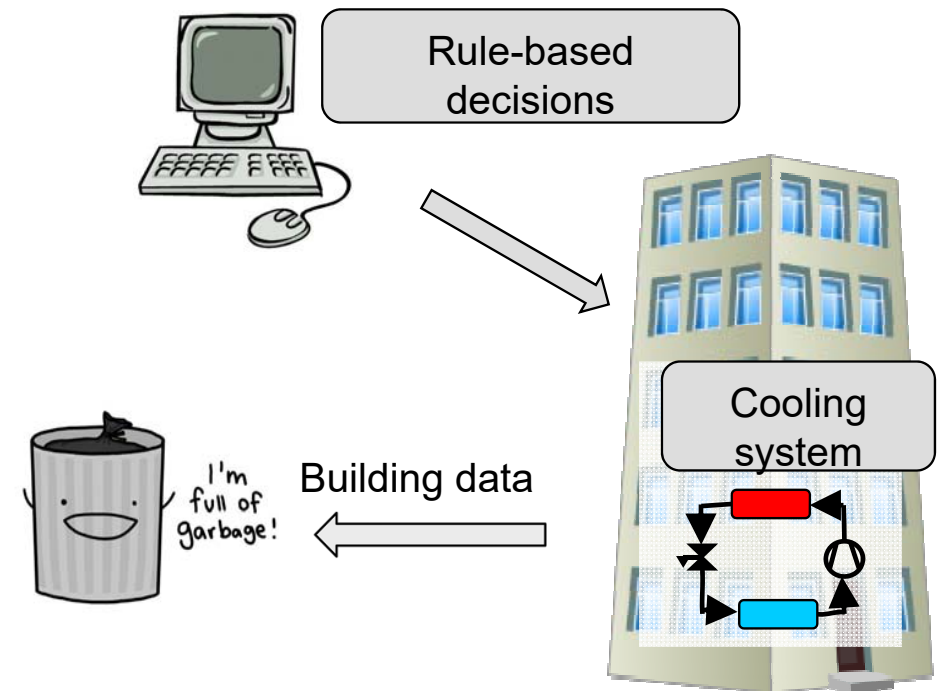 Rule-based
decisions
Cooling
system
Building data
I'm
full of
garbage!